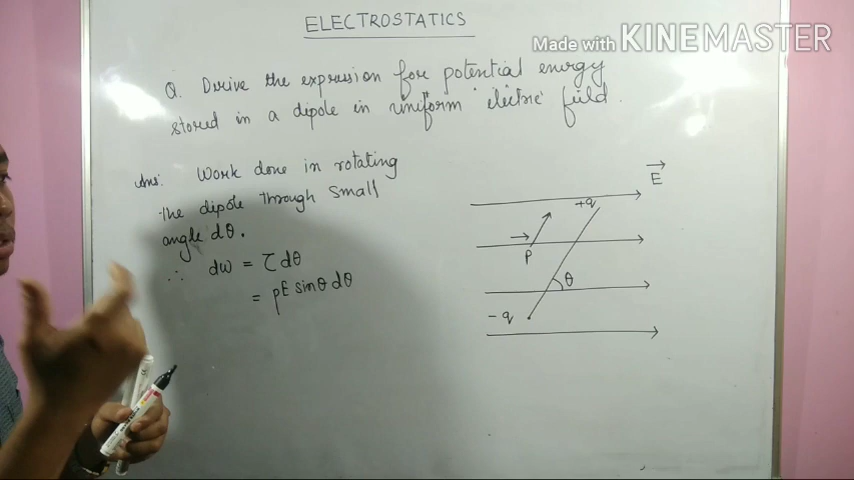 ELECTROSTATICS
Made with KINEMASTER
Q. Derive the expression for potential energy
stored in a dipole in uniform electric field.
Ans: Work done in rotating
the dipole through small
angle dθ.
∴ dw = τdθ
= pE sinθ dθ
E
+q
P
θ
-q